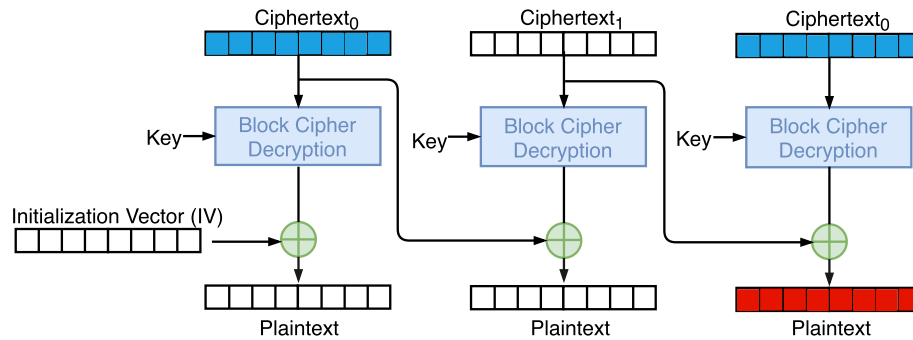 Ciphertext0
Ciphertext1
Ciphertext0
Key
Block Cipher
Decryption
Key
Block Cipher
Decryption
Key
Block Cipher
Decryption
Initialization Vector (IV)
Plaintext
Plaintext
Plaintext